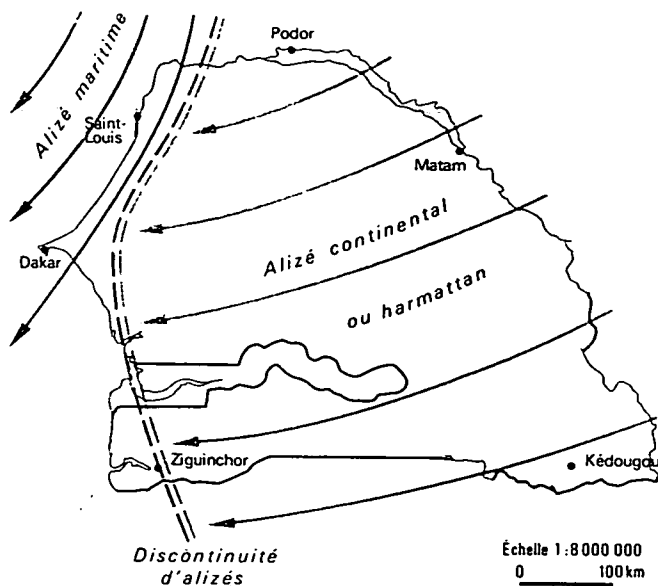 Podor
Alizé maritime
Saint-
Louis
Matam
Dakar
Alizé continental
ou harmattan
Ziguinchor
Kédougou
Discontinuité
d'alizés
Échelle 1:8 000 000
0 100 km